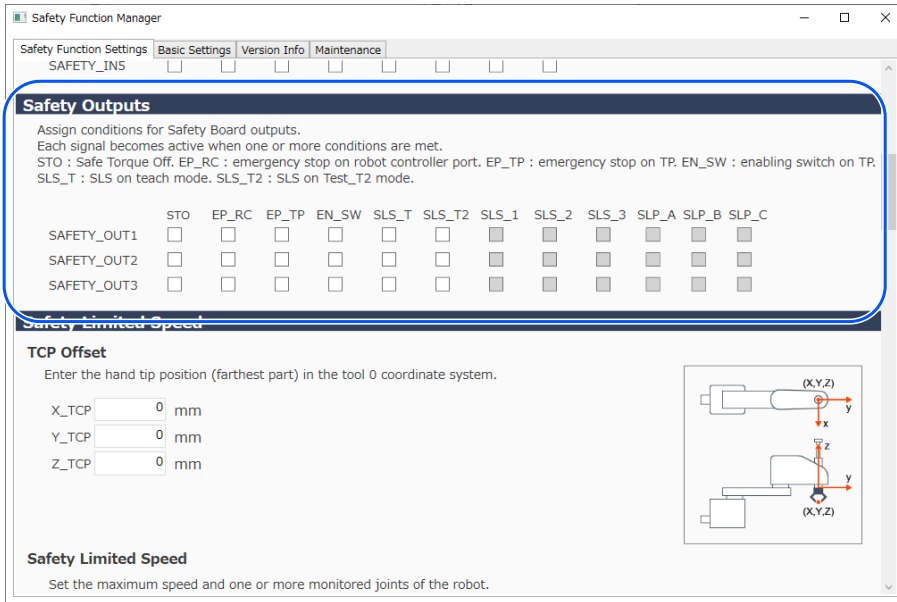 Safety Function Manager
Safety Function Settings Basic Settings Version Info Maintenance
SAFETY_IN5
Safety Outputs
Assign conditions for Safety Board outputs.
Each signal becomes active when one or more conditions are met.
STO : Safe Torque Off. EP_RC : emergency stop on robot controller port. EP_TP : emergency stop on TP. EN_SW : enabling switch on TP.
SLS_T : SLS on teach mode. SLS_T2 : SLS on Test_T2 mode.
STO EP_RC EP_TP EN_SW SLS_T SLS_T2 SLS_1 SLS_2 SLS_3 SLP_A SLP_B SLP_C
SAFETY_OUT1
SAFETY_OUT2
SAFETY_OUT3
Safety Limited Speed
TCP Offset
Enter the hand tip position (farthest part) in the tool 0 coordinate system.
X_TCP 0 mm
Y_TCP 0 mm
Z_TCP 0 mm
(X,Y,Z)
y
x
z
y
(X,Y,Z)
Safety Limited Speed
Set the maximum speed and one or more monitored joints of the robot.